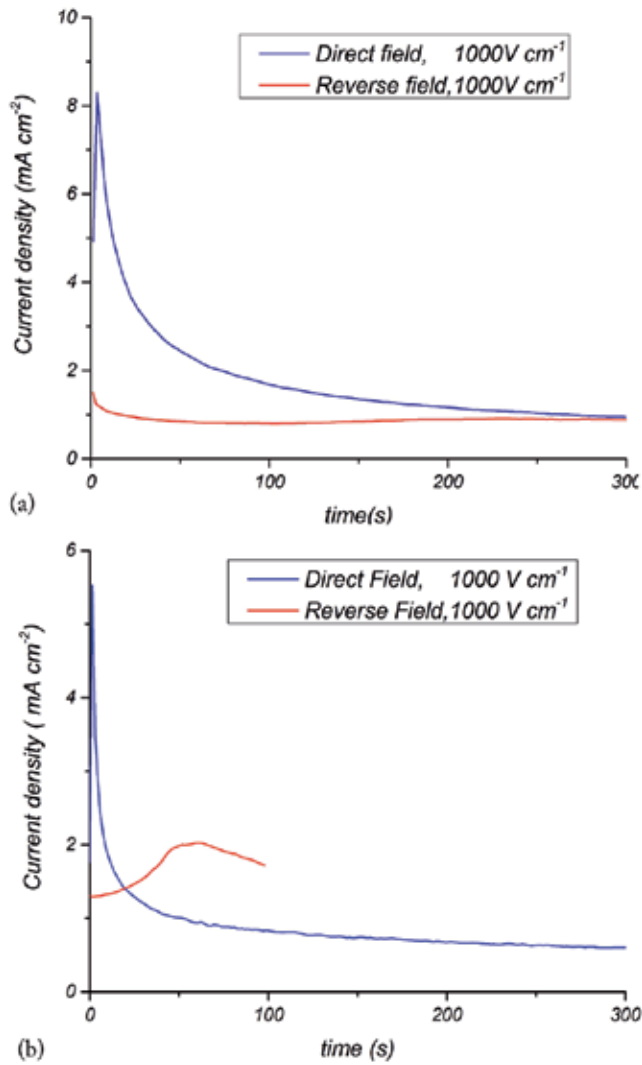 10
8
6
4
2
0
Current density (mA cm⁻²)
Direct field, 1000V cm⁻¹
Reverse field,1000V cm⁻¹
0 100 200 300
time(s)
(a)
6
4
2
0
Current density ( mA cm⁻²)
Direct Field, 1000 V cm⁻¹
Reverse Field,1000 V cm⁻¹
0 100 200 300
time (s)
(b)